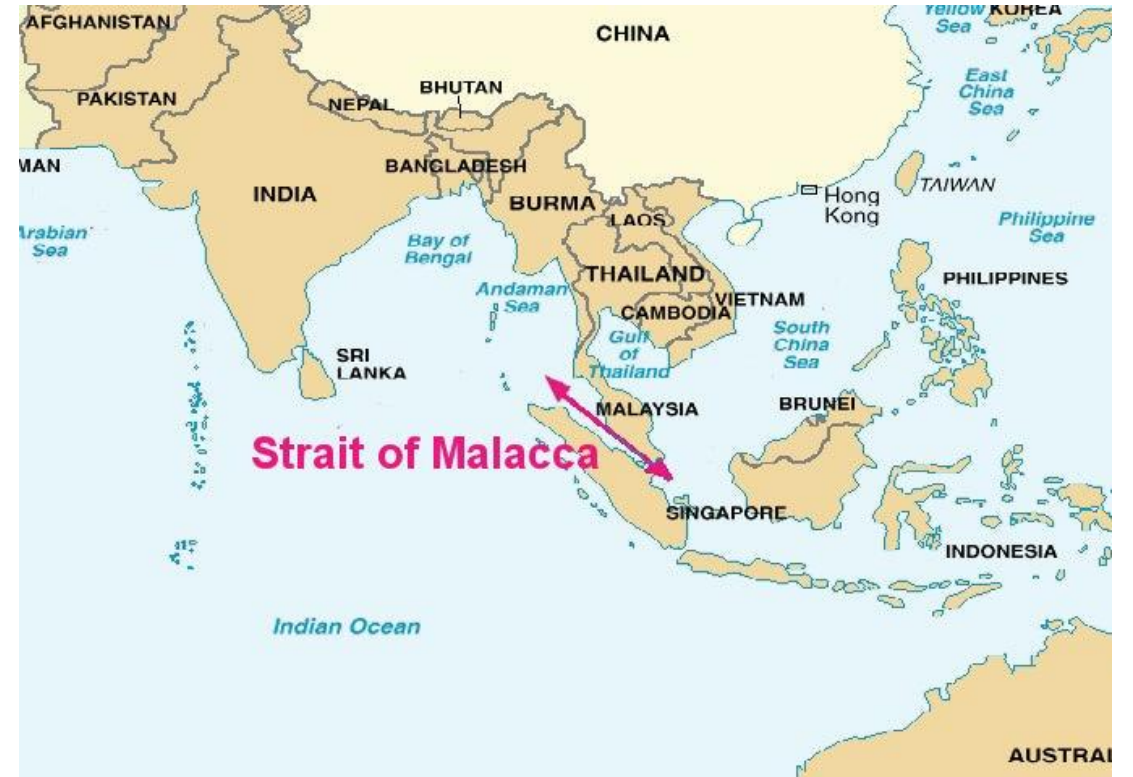 AFGHANISTAN
CHINA
Yellow
Sea
KOREA
East
China
Sea
PAKISTAN
NEPAL
BHUTAN
MAN
BANGLADESH
INDIA
BURMA
LAOS
Hong
Kong
TAIWAN
Arabian
Sea
Bay of
Bengal
Philippine
Sea
THAILAND
PHILIPPINES
Andaman
Sea
VIETNAM
CAMBODIA
Gulf
of
Thailand
South
China
Sea
SRI
LANKA
MALAYSIA
BRUNEI
Strait of Malacca
SINGAPORE
INDONESIA
Indian Ocean
AUSTRAL